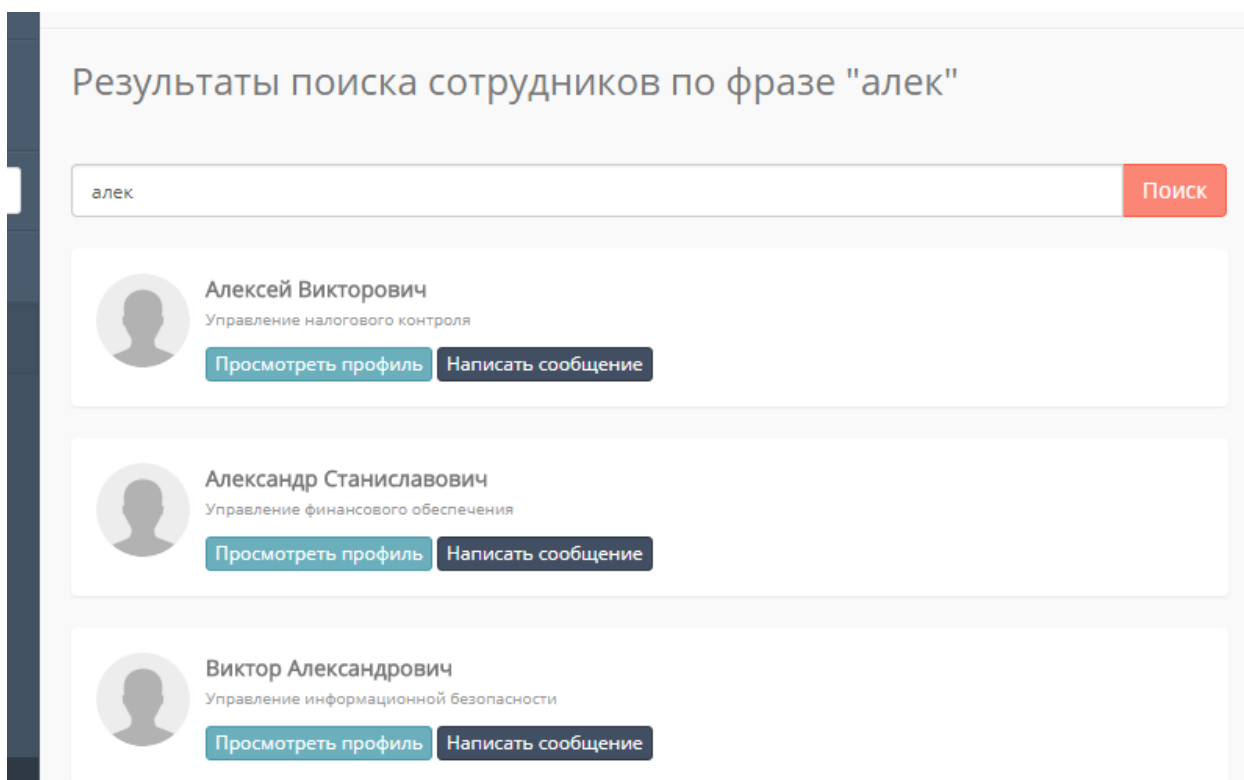 Результаты поиска сотрудников по фразе "алек"
алек
Поиск
Алексей Викторович
Управление налогового контроля
Просмотреть профиль Написать сообщение
Александр Станиславович
Управление финансового обеспечения
Просмотреть профиль Написать сообщение
Виктор Александрович
Управление информационной безопасности
Просмотреть профиль Написать сообщение